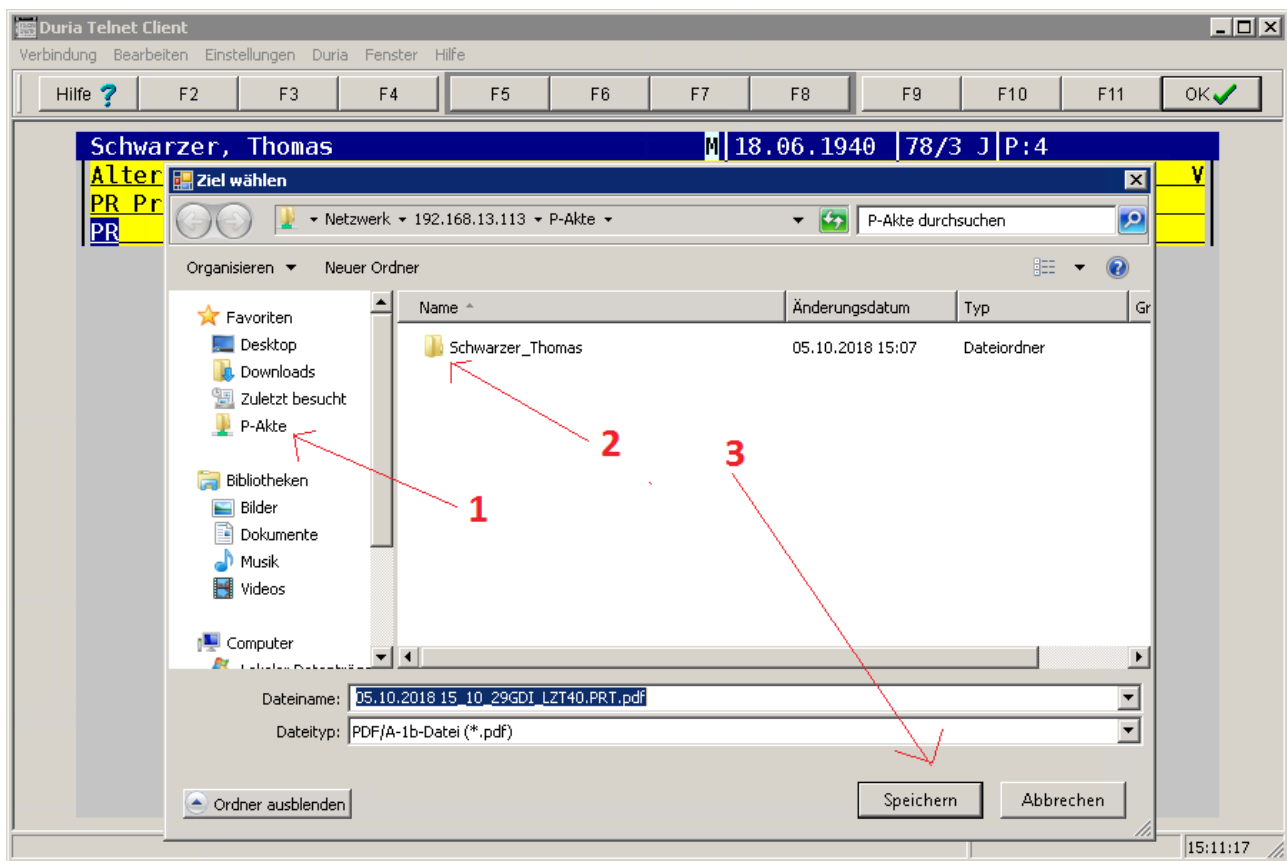 Duria Telnet Client
Verbindung Bearbeiten Einstellungen Duria Fenster Hilfe
Hilfe ? F2 F3 F4 F5 F6 F7 F8 F9 F10 F11 OK
Schwarzer, Thomas M 18.06.1940 78/3 J P:4
Alter V
PR Pr
PR
Ziel wählen
Netzwerk 192.168.13.113 P-Akte P-Akte durchsuchen
Organisieren Neuer Ordner
Name Änderungsdatum Typ Gr
Favoriten
Desktop
Downloads
Zuletzt besucht
P-Akte
Bibliotheken
Bilder
Dokumente
Musik
Videos
Computer
Schwarzer_Thomas 05.10.2018 15:07 Dateiordner
1
2
3
Dateiname: 05.10.2018 15_10_29GDI_LZT40.PRT.pdf
Dateityp: PDF/A-1b-Datei (*.pdf)
Ordner ausblenden Speichern Abbrechen
15:11:17